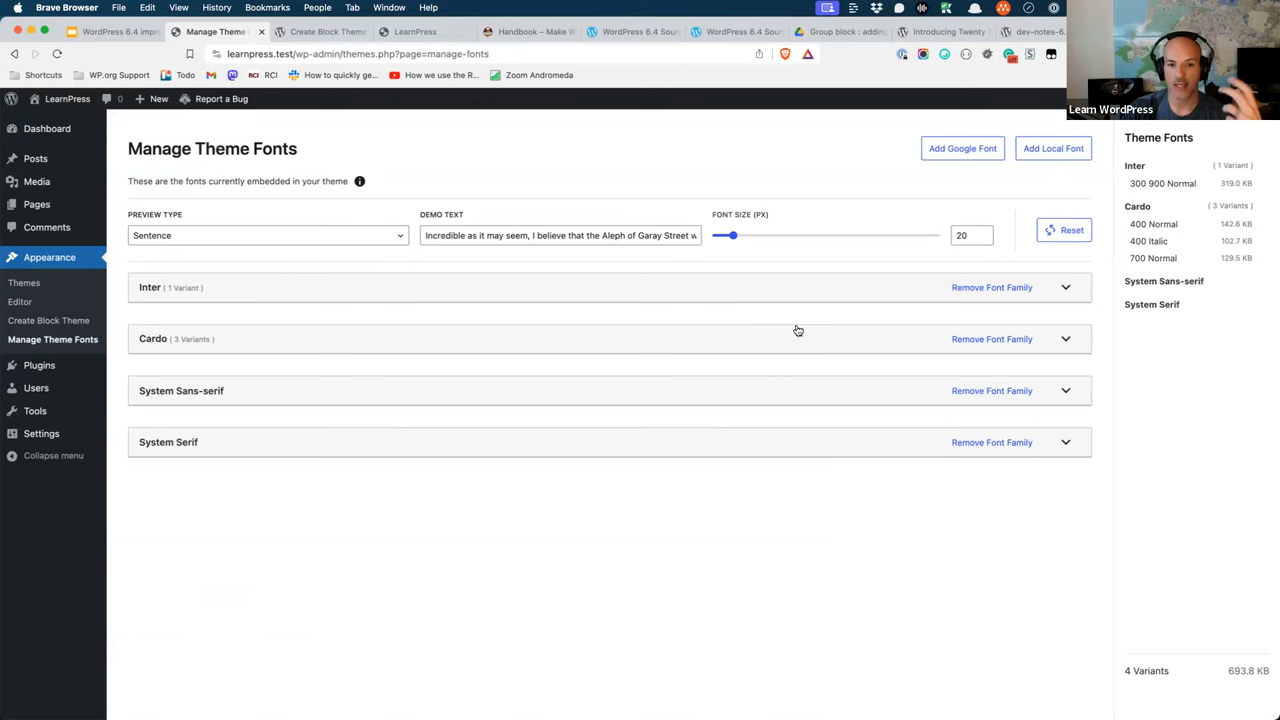 Brave Browser File Edit View History Bookmarks People Tab Window Help
WordPress 6.4 impro
Manage Theme
Create Block Theme
LearnPress
Handbook – Make W
WordPress 6.4 Sour
WordPress 6.4 Sour
Group block : adding
Introducing Twenty
dev-notes-6.
learnpress.test/wp-admin/themes.php?page=manage-fonts
Shortcuts WP.org Support Todo RCI RCI How to quickly ge... How we use the R... Zoom Andromeda
LearnPress 0 New Report a Bug
Learn WordPress
Dashboard
Posts
Media
Pages
Comments
Appearance
Themes
Editor
Create Block Theme
Manage Theme Fonts
Plugins
Users
Tools
Settings
Collapse menu
Manage Theme Fonts
Add Google Font
Add Local Font
These are the fonts currently embedded in your theme
PREVIEW TYPE
Sentence
DEMO TEXT
Incredible as it may seem, I believe that the Aleph of Garay Street w
FONT SIZE (PX)
20
Reset
Inter ( 1 Variant ) Remove Font Family
Cardo ( 3 Variants ) Remove Font Family
System Sans-serif Remove Font Family
System Serif Remove Font Family
Theme Fonts
Inter ( 1 Variant )
300 900 Normal 319.0 KB
Cardo ( 3 Variants )
400 Normal 142.6 KB
400 Italic 102.7 KB
700 Normal 129.5 KB
System Sans-serif
System Serif
4 Variants 693.8 KB